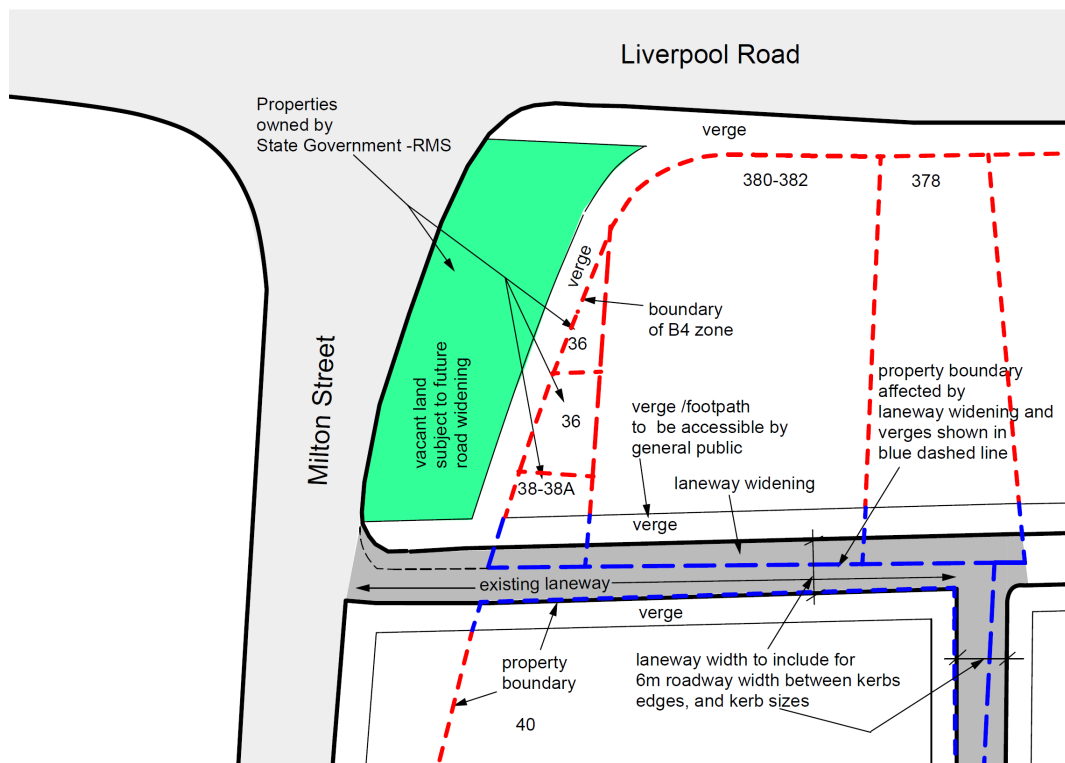 Liverpool Road
Properties
owned by
State Government -RMS
verge
380-382
378
verge
boundary
of B4 zone
36
property boundary
affected by
laneway widening and
verges shown in
blue dashed line
Milton Street
vacant land
subject to future
road widening
36
verge /footpath
to be accessible by
general public
38-38A
laneway widening
verge
existing laneway
verge
property
boundary
laneway width to include for
6m roadway width between kerbs
edges, and kerb sizes
40